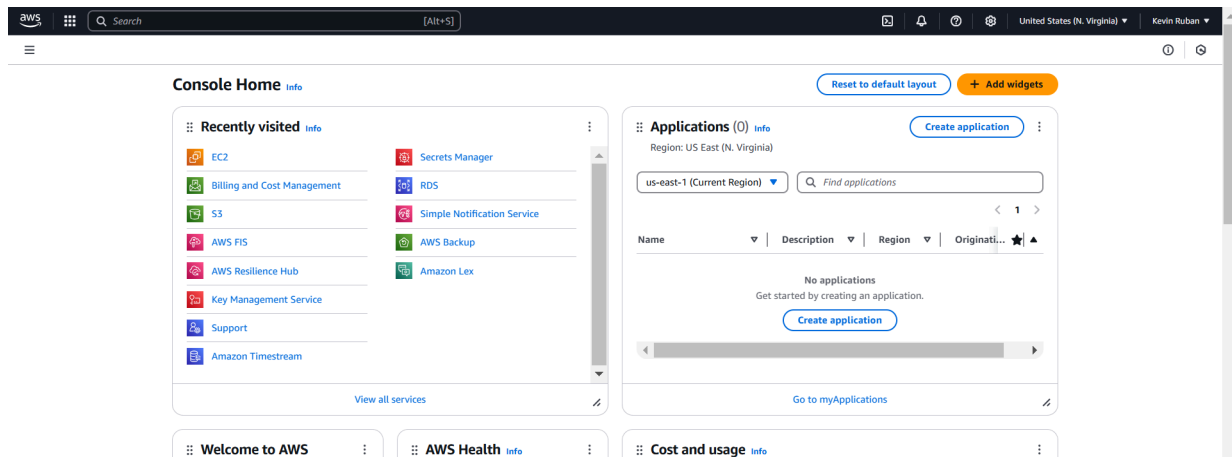 aws
Search [Alt+S]
United States (N. Virginia)
Kevin Ruban
Console Home Info
Reset to default layout
+ Add widgets
Recently visited Info
EC2
Billing and Cost Management
S3
AWS FIS
AWS Resilience Hub
Key Management Service
Support
Amazon Timestream
Secrets Manager
RDS
Simple Notification Service
AWS Backup
Amazon Lex
View all services
Applications (0) Info
Create application
Region: US East (N. Virginia)
us-east-1 (Current Region)
Find applications
1
Name Description Region Originati...
No applications
Get started by creating an application.
Create application
Go to myApplications
Welcome to AWS
AWS Health Info
Cost and usage Info